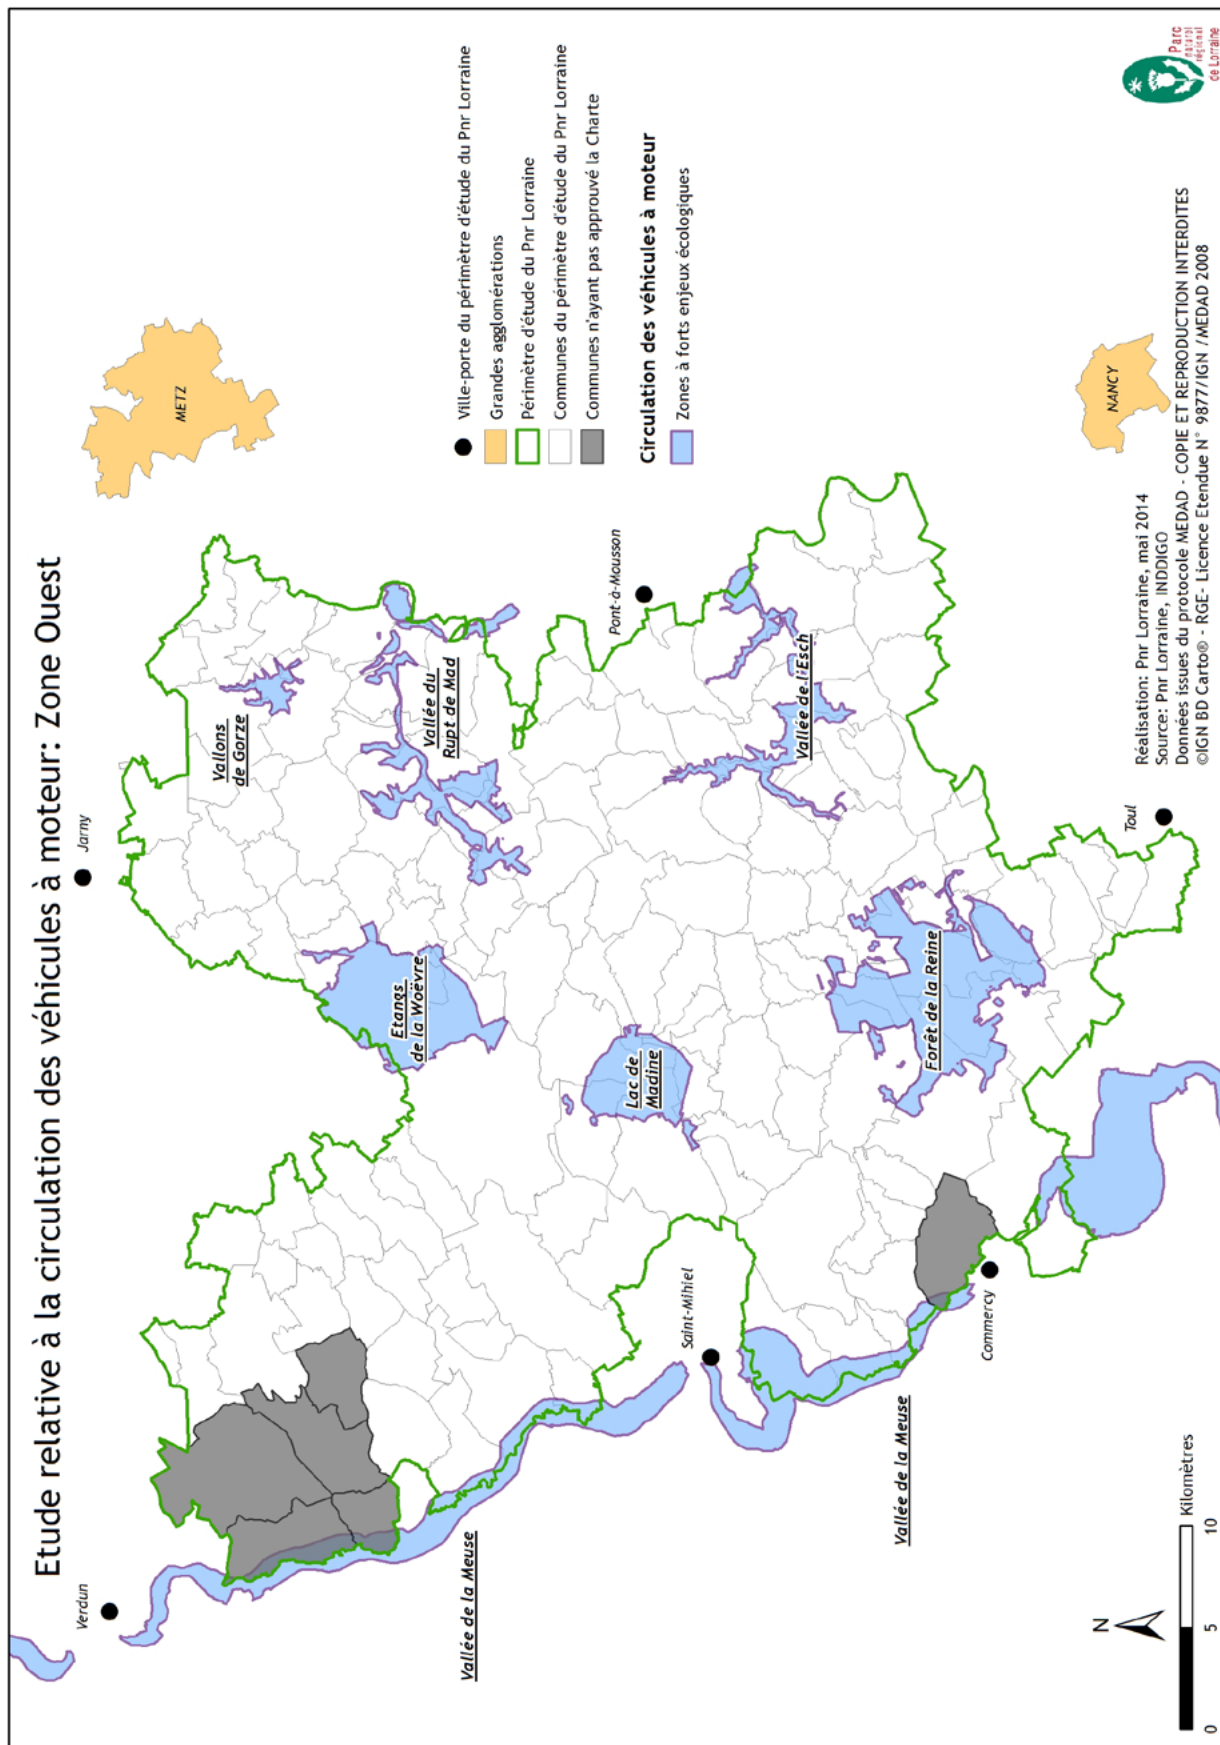 Etude relative à la circulation des véhicules à moteur: Zone Ouest
Verdun
Jarny
METZ
Vallons
de Gorze
Etangs
de la Woëvre
Vallée du
Rupt de Mad
Ville-porte du périmètre d'étude du Pnr Lorraine
Grandes agglomérations
Périmètre d'étude du Pnr Lorraine
Communes du périmètre d'étude du Pnr Lorraine
Communes n'ayant pas approuvé la Charte
Circulation des véhicules à moteur
Zones à forts enjeux écologiques
Vallée de la Meuse
Saint-Mihiel
Lac de
Madine
Pont-à-Mousson
Vallée de l'Esch
Vallée de la Meuse
Commercy
Forêt de la Reine
Toul
NANCY
N
0 5 10
Kilomètres
Réalisation: Pnr Lorraine, mai 2014
Source: Pnr Lorraine, INDDIGO
Données issues du protocole MEDAD - COPIE ET REPRODUCTION INTERDITES
©IGN BD Carto® - RGE- Licence Etendue N° 9877/IGN /MEDAD 2008
Parc
naturel
régional
de Lorraine